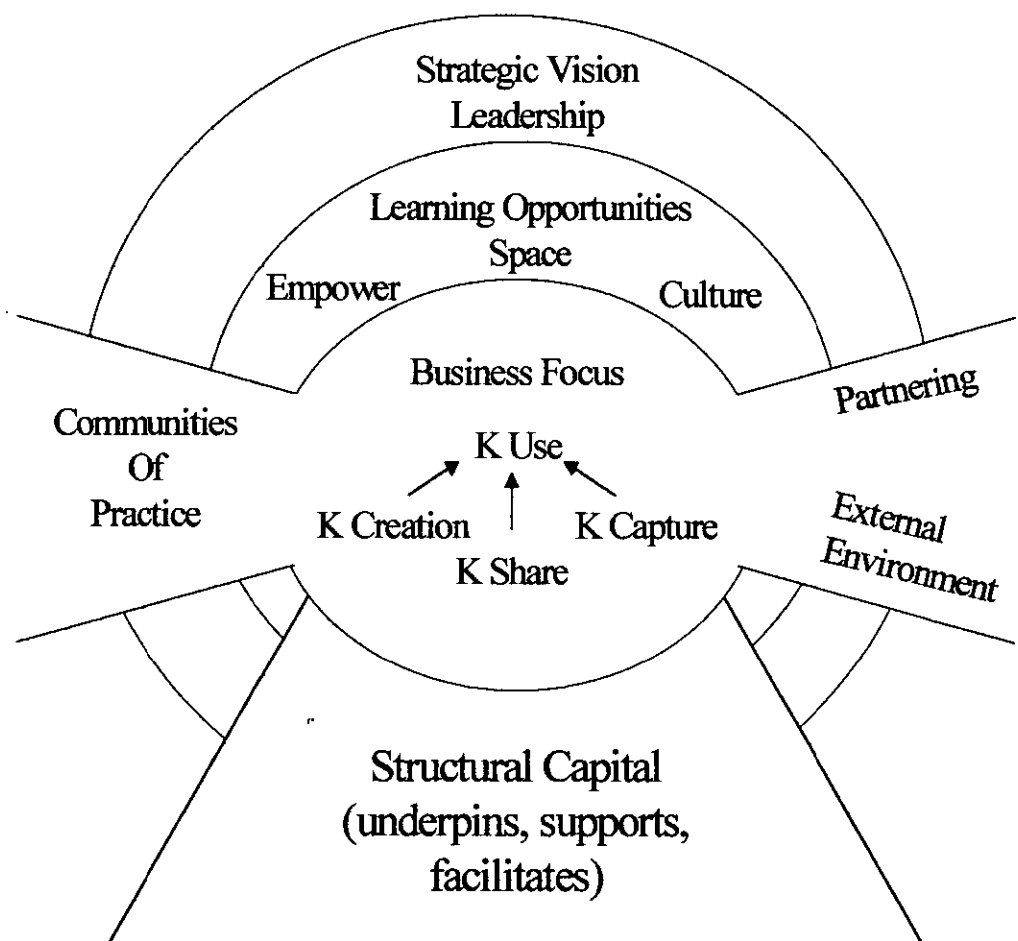 Strategic Vision
Leadership
Learning Opportunities
Space
Empower
Culture
Business Focus
Partnering
Communities
Of
Practice
K Use
K Creation
K Capture
K Share
External
Environment
Structural Capital
(underpins, supports,
facilitates)